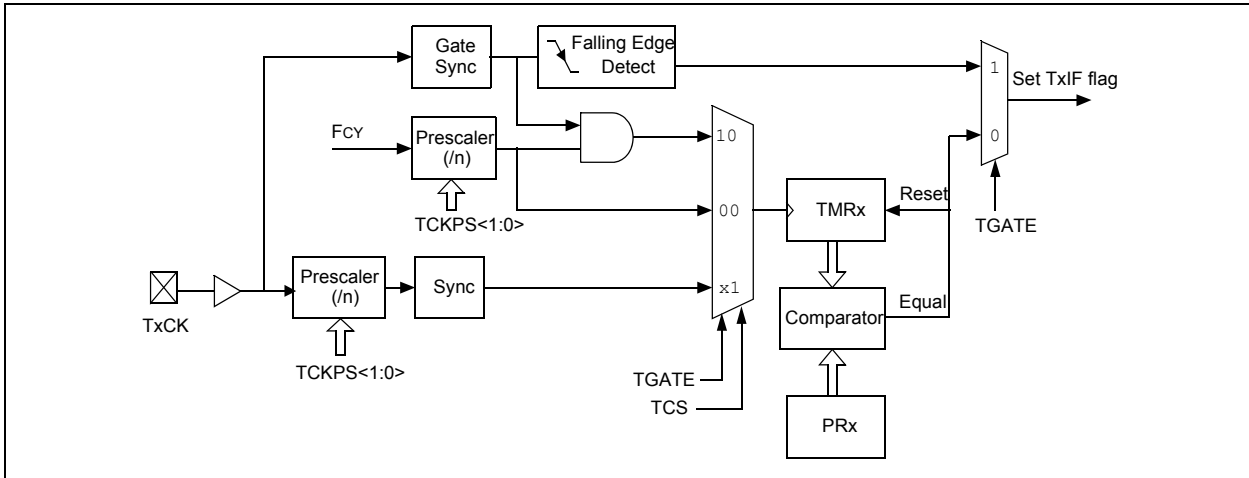 Gate
Sync
Falling Edge
Detect
1
Set TxIF flag
0
FCY
Prescaler
(/n)
10
TCKPS<1:0>
00
TMRx
Reset
TGATE
TxCK
Prescaler
(/n)
Sync
x1
Comparator
Equal
TCKPS<1:0>
TGATE
TCS
PRx